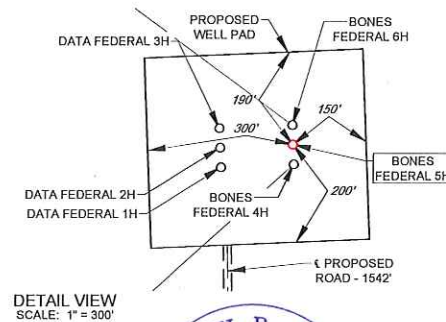 PROPOSED
WELL PAD
BONES
FEDERAL 6H
DATA FEDERAL 3H
190'
150'
300'
BONES
FEDERAL 5H
DATA FEDERAL 2H
DATA FEDERAL 1H
BONES
FEDERAL 4H
200'
℄ PROPOSED
ROAD - 1542'
DETAIL VIEW
SCALE: 1" = 300'